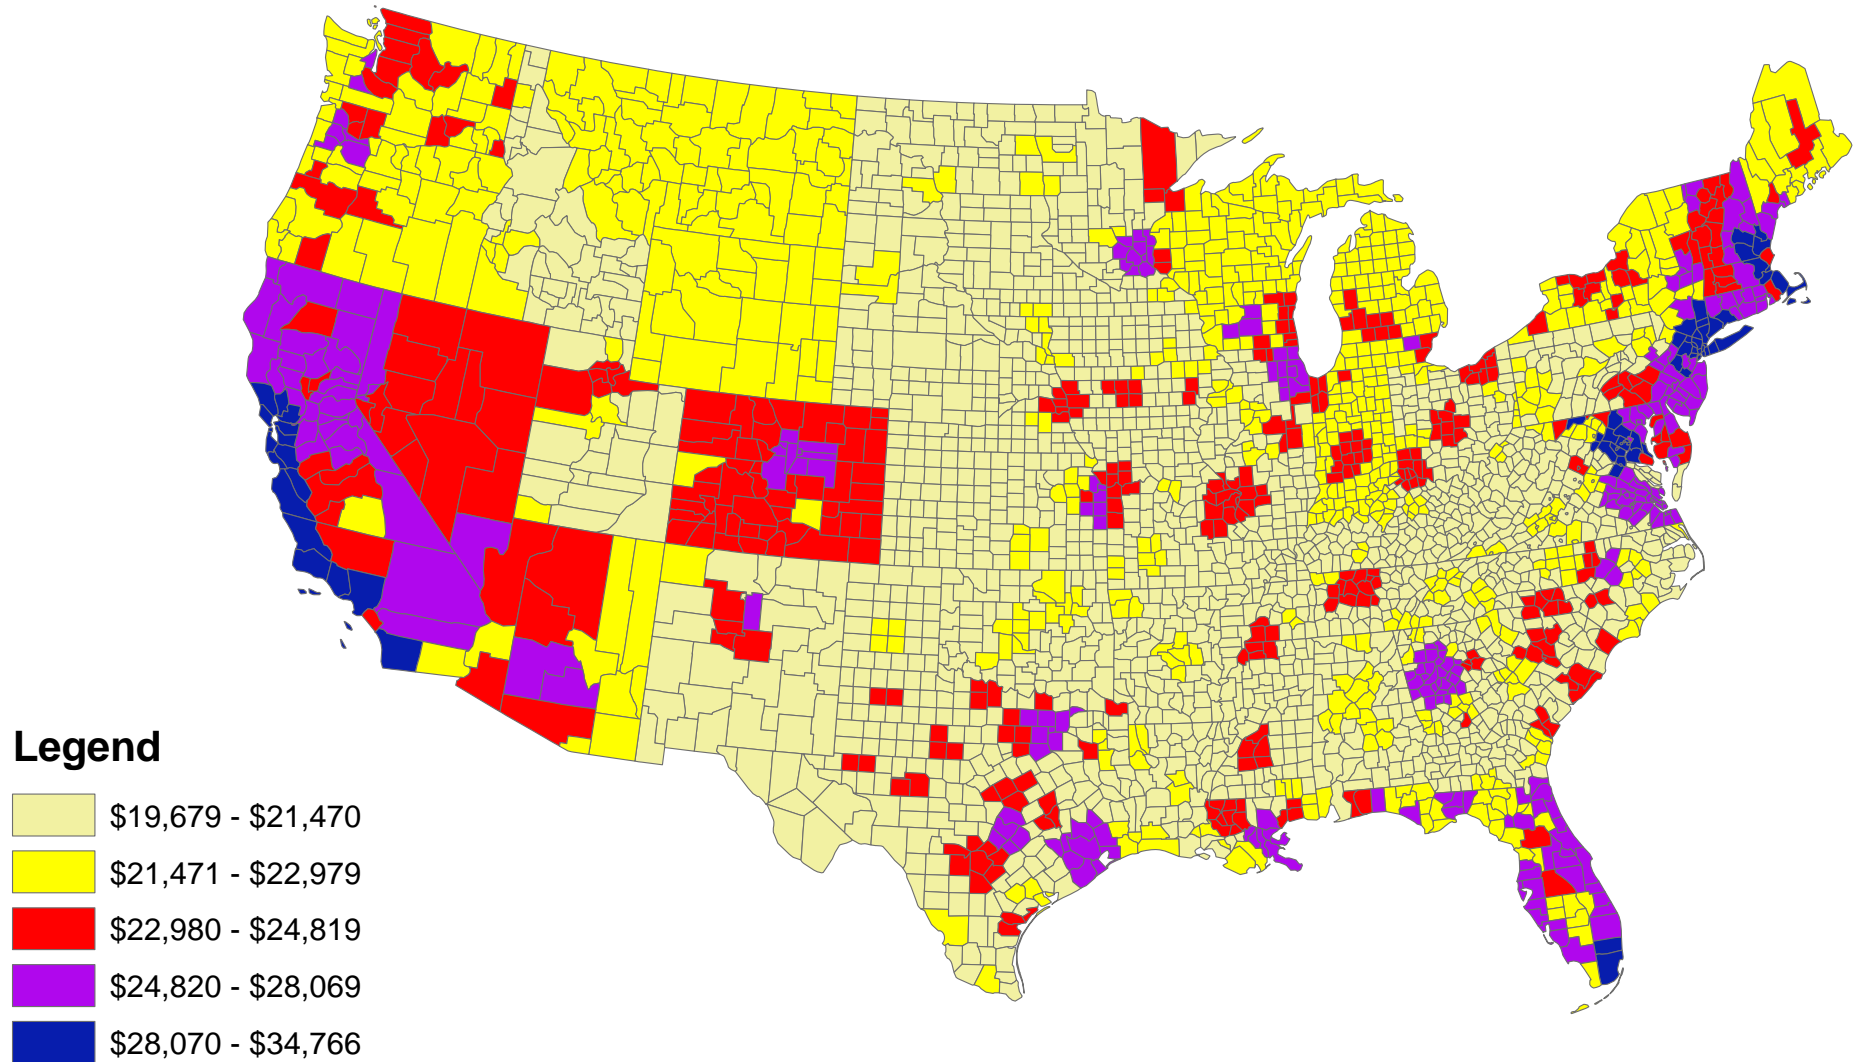 Legend
$19,679 - $21,470
$21,471 - $22,979
$22,980 - $24,819
$24,820 - $28,069
$28,070 - $34,766